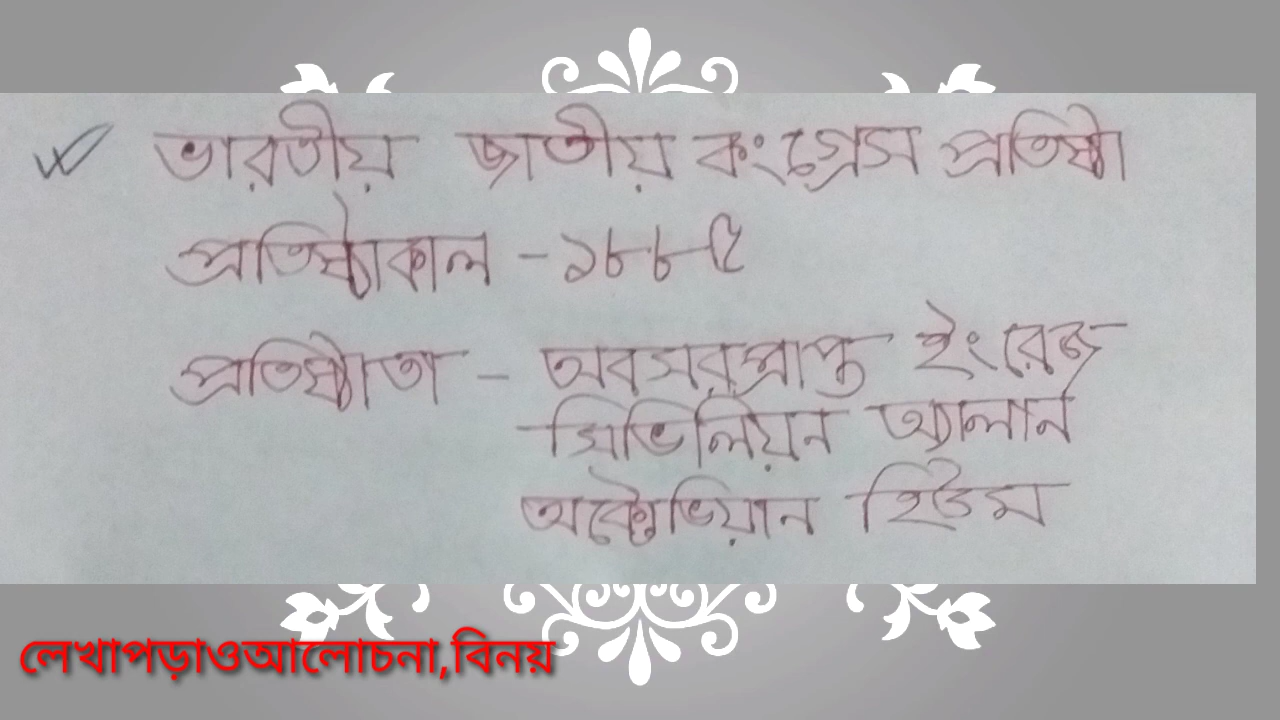 ভারতীয় জাতীয় কংগ্রেস প্রতিষ্ঠা
প্রতিষ্ঠাকাল - ১৮৮৫
প্রতিষ্ঠাতা - অবসরপ্রাপ্ত ইংরেজ
সিভিলিয়ন অ্যালান
অক্টেভিয়ান হিউম
লেখাপড়াওআলোচনা,বিনয়